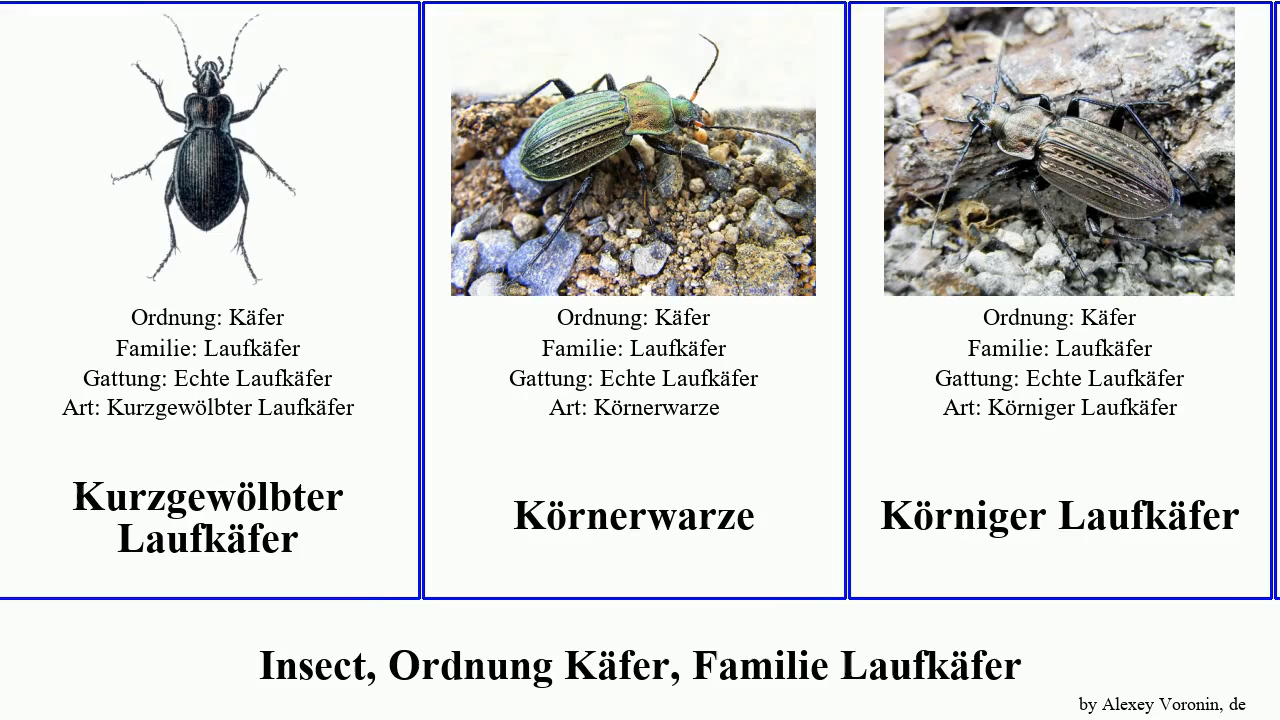 Ordnung: Käfer
Familie: Laufkäfer
Gattung: Echte Laufkäfer
Art: Kurzgewölbter Laufkäfer
Kurzgewölbter
Laufkäfer
Ordnung: Käfer
Familie: Laufkäfer
Gattung: Echte Laufkäfer
Art: Körnerwarze
Körnerwarze
Ordnung: Käfer
Familie: Laufkäfer
Gattung: Echte Laufkäfer
Art: Körniger Laufkäfer
Körniger Laufkäfer
Insect, Ordnung Käfer, Familie Laufkäfer
by Alexey Voronin, de